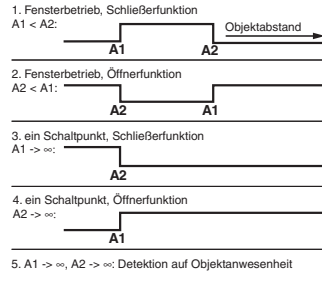 1. Fensterbetrieb, Schließerfunktion
A1 < A2:
Objektabstand
A1 A2
2. Fensterbetrieb, Öffnerfunktion
A2 < A1:
A2 A1
3. ein Schaltpunkt, Schließerfunktion
A1 -> ∞:
A2
4. ein Schaltpunkt, Öffnerfunktion
A2 -> ∞:
A1
5. A1 -> ∞, A2 -> ∞: Detektion auf Objektanwesenheit